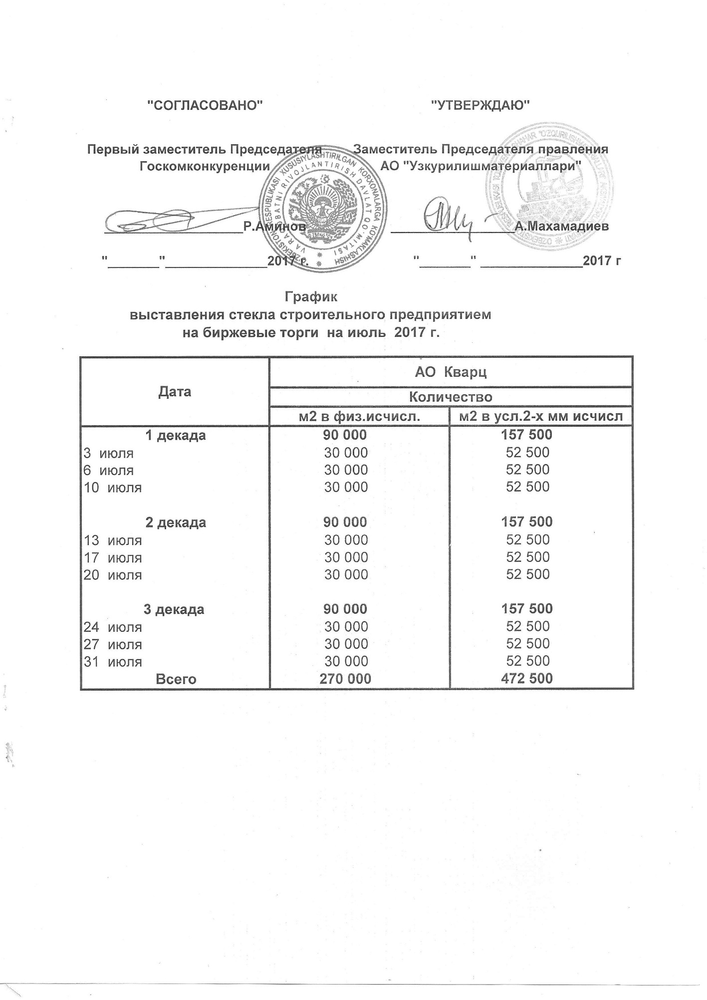 "СОГЛАСОВАНО" "УТВЕРЖДАЮ"
Первый заместитель Председателя Заместитель Председателя правления
Госкомконкуренции АО "Узкурилишматериаллари"
O'ZBEKISTON RESPUBLIKASI XUSUSIYLASHTIRILGAN KORXONALARGA KO'MAKLASHISH
VA RAQOBATNI RIVOJLANTIRISH DAVLAT QO'MITASI
O'ZBEKISTON
________________Р.Аминов ________________А.Махамадиев
"_______" ______________2017 г. "_______" ______________2017 г
График
выставления стекла строительного предприятием
на биржевые торги на июль 2017 г.
Дата АО Кварц
Количество
м2 в физ.исчисл. м2 в усл.2-х мм исчисл
1 декада 90 000 157 500
3 июля 30 000 52 500
6 июля 30 000 52 500
10 июля 30 000 52 500
2 декада 90 000 157 500
13 июля 30 000 52 500
17 июля 30 000 52 500
20 июля 30 000 52 500
3 декада 90 000 157 500
24 июля 30 000 52 500
27 июля 30 000 52 500
31 июля 30 000 52 500
Всего 270 000 472 500